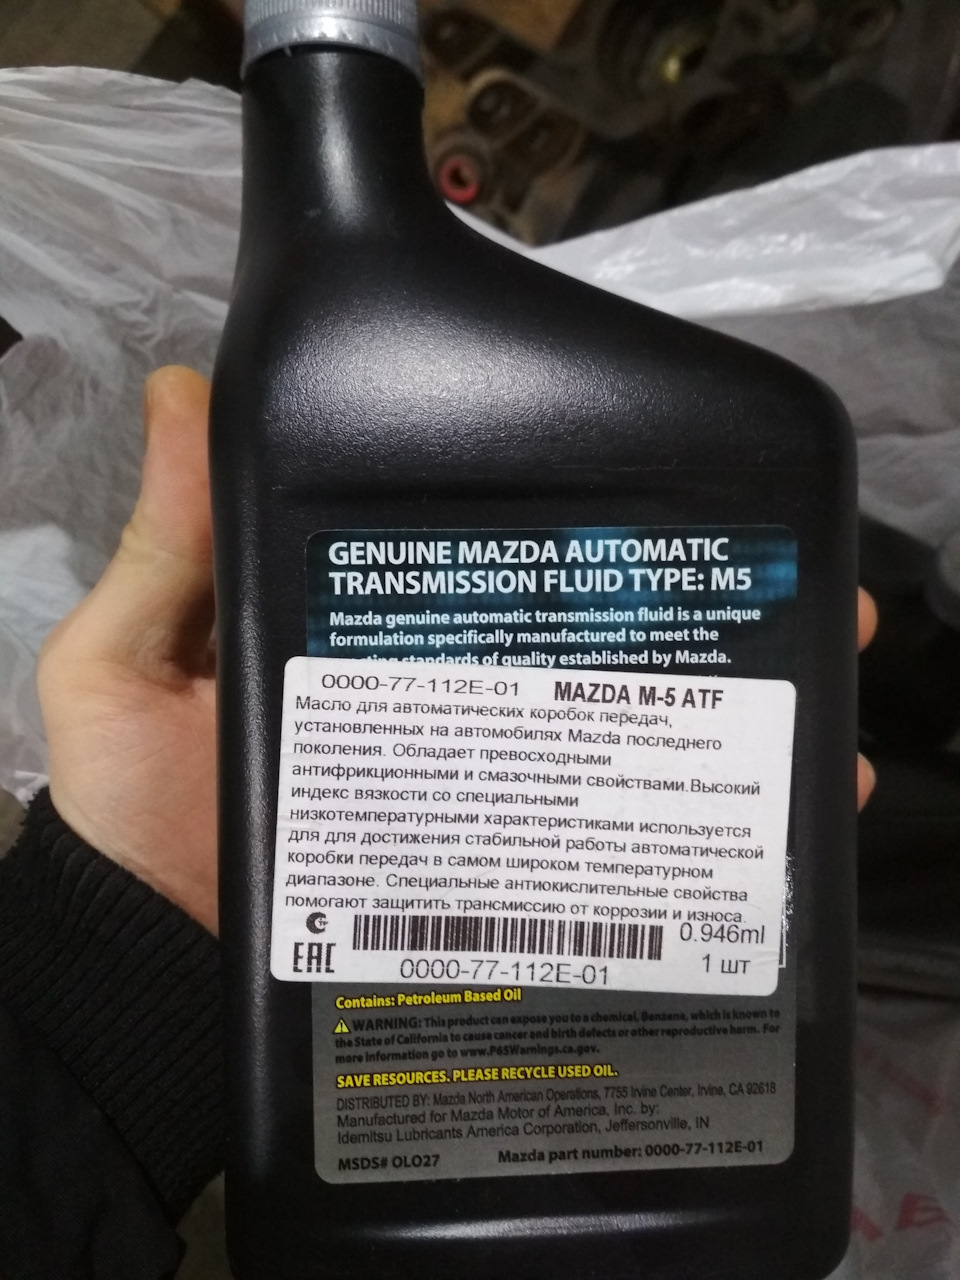 GENUINE MAZDA AUTOMATIC
TRANSMISSION FLUID TYPE: M5
Mazda genuine automatic transmission fluid is a unique
formulation specifically manufactured to meet the
standards of quality established by Mazda.
0000-77-112E-01 MAZDA M-5 ATF
Масло для автоматических коробок передач,
установленных на автомобилях Mazda последнего
поколения. Обладает превосходными
антифрикционными и смазочными свойствами.Высокий
индекс вязкости со специальными
низкотемпературными характеристиками используется
для для достижения стабильной работы автоматической
коробки передач в самом широком температурном
диапазоне. Специальные антиокислительные свойства
помогают защитить трансмиссию от коррозии и износа.
EAC
0.946ml
0000-77-112E-01
1 шт
Contains: Petroleum Based Oil
WARNING: This product can expose you to a chemical, Benzene, which is known to
the State of California to cause cancer and birth defects or other reproductive harm. For
more information go to www.P65Warnings.ca.gov.
SAVE RESOURCES. PLEASE RECYCLE USED OIL.
DISTRIBUTED BY: Mazda North American Operations, 7755 Irvine Center, Irvine, CA 92618
Manufactured for Mazda Motor of America, Inc. by:
Idemitsu Lubricants America Corporation, Jeffersonville, IN
MSDS# OLO27
Mazda part number: 0000-77-112E-01